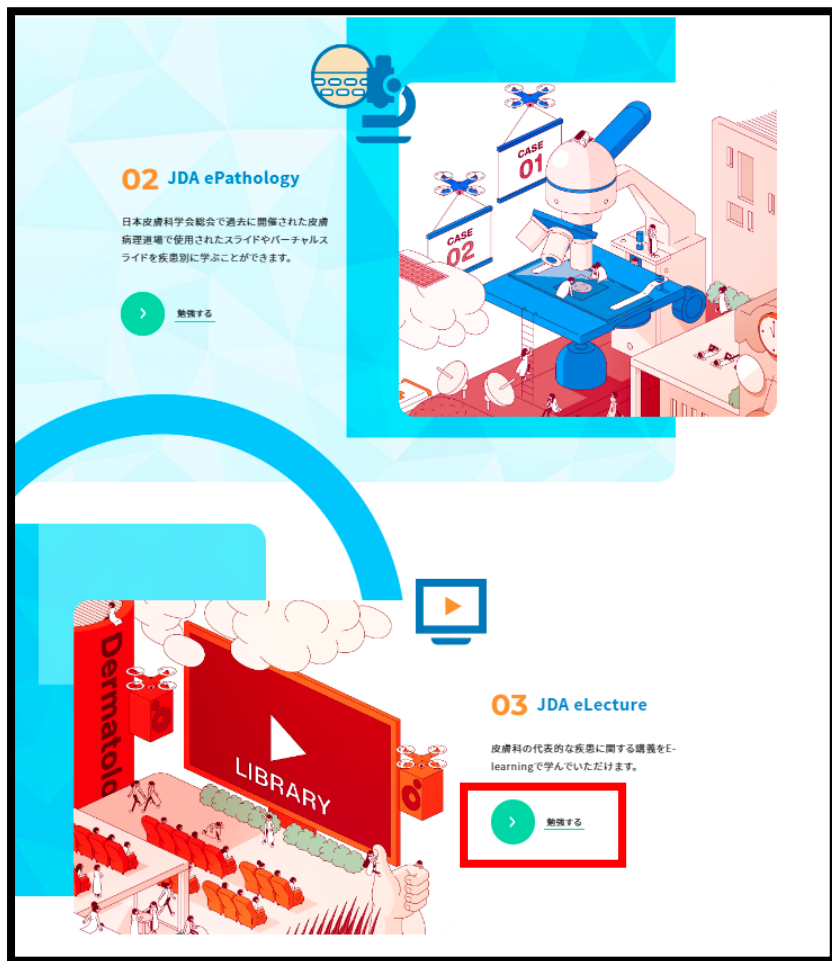 02 JDA ePathology
日本皮膚科学会総会で過去に開催された皮膚
病理道場で使用されたスライドやバーチャルス
ライドを疾患別に学ぶことができます。
勉強する
CASE
01
CASE
02
Dermatolo
LIBRARY
03 JDA eLecture
皮膚科の代表的な疾患に関する講義をE-
learningで学んでいただけます。
勉強する